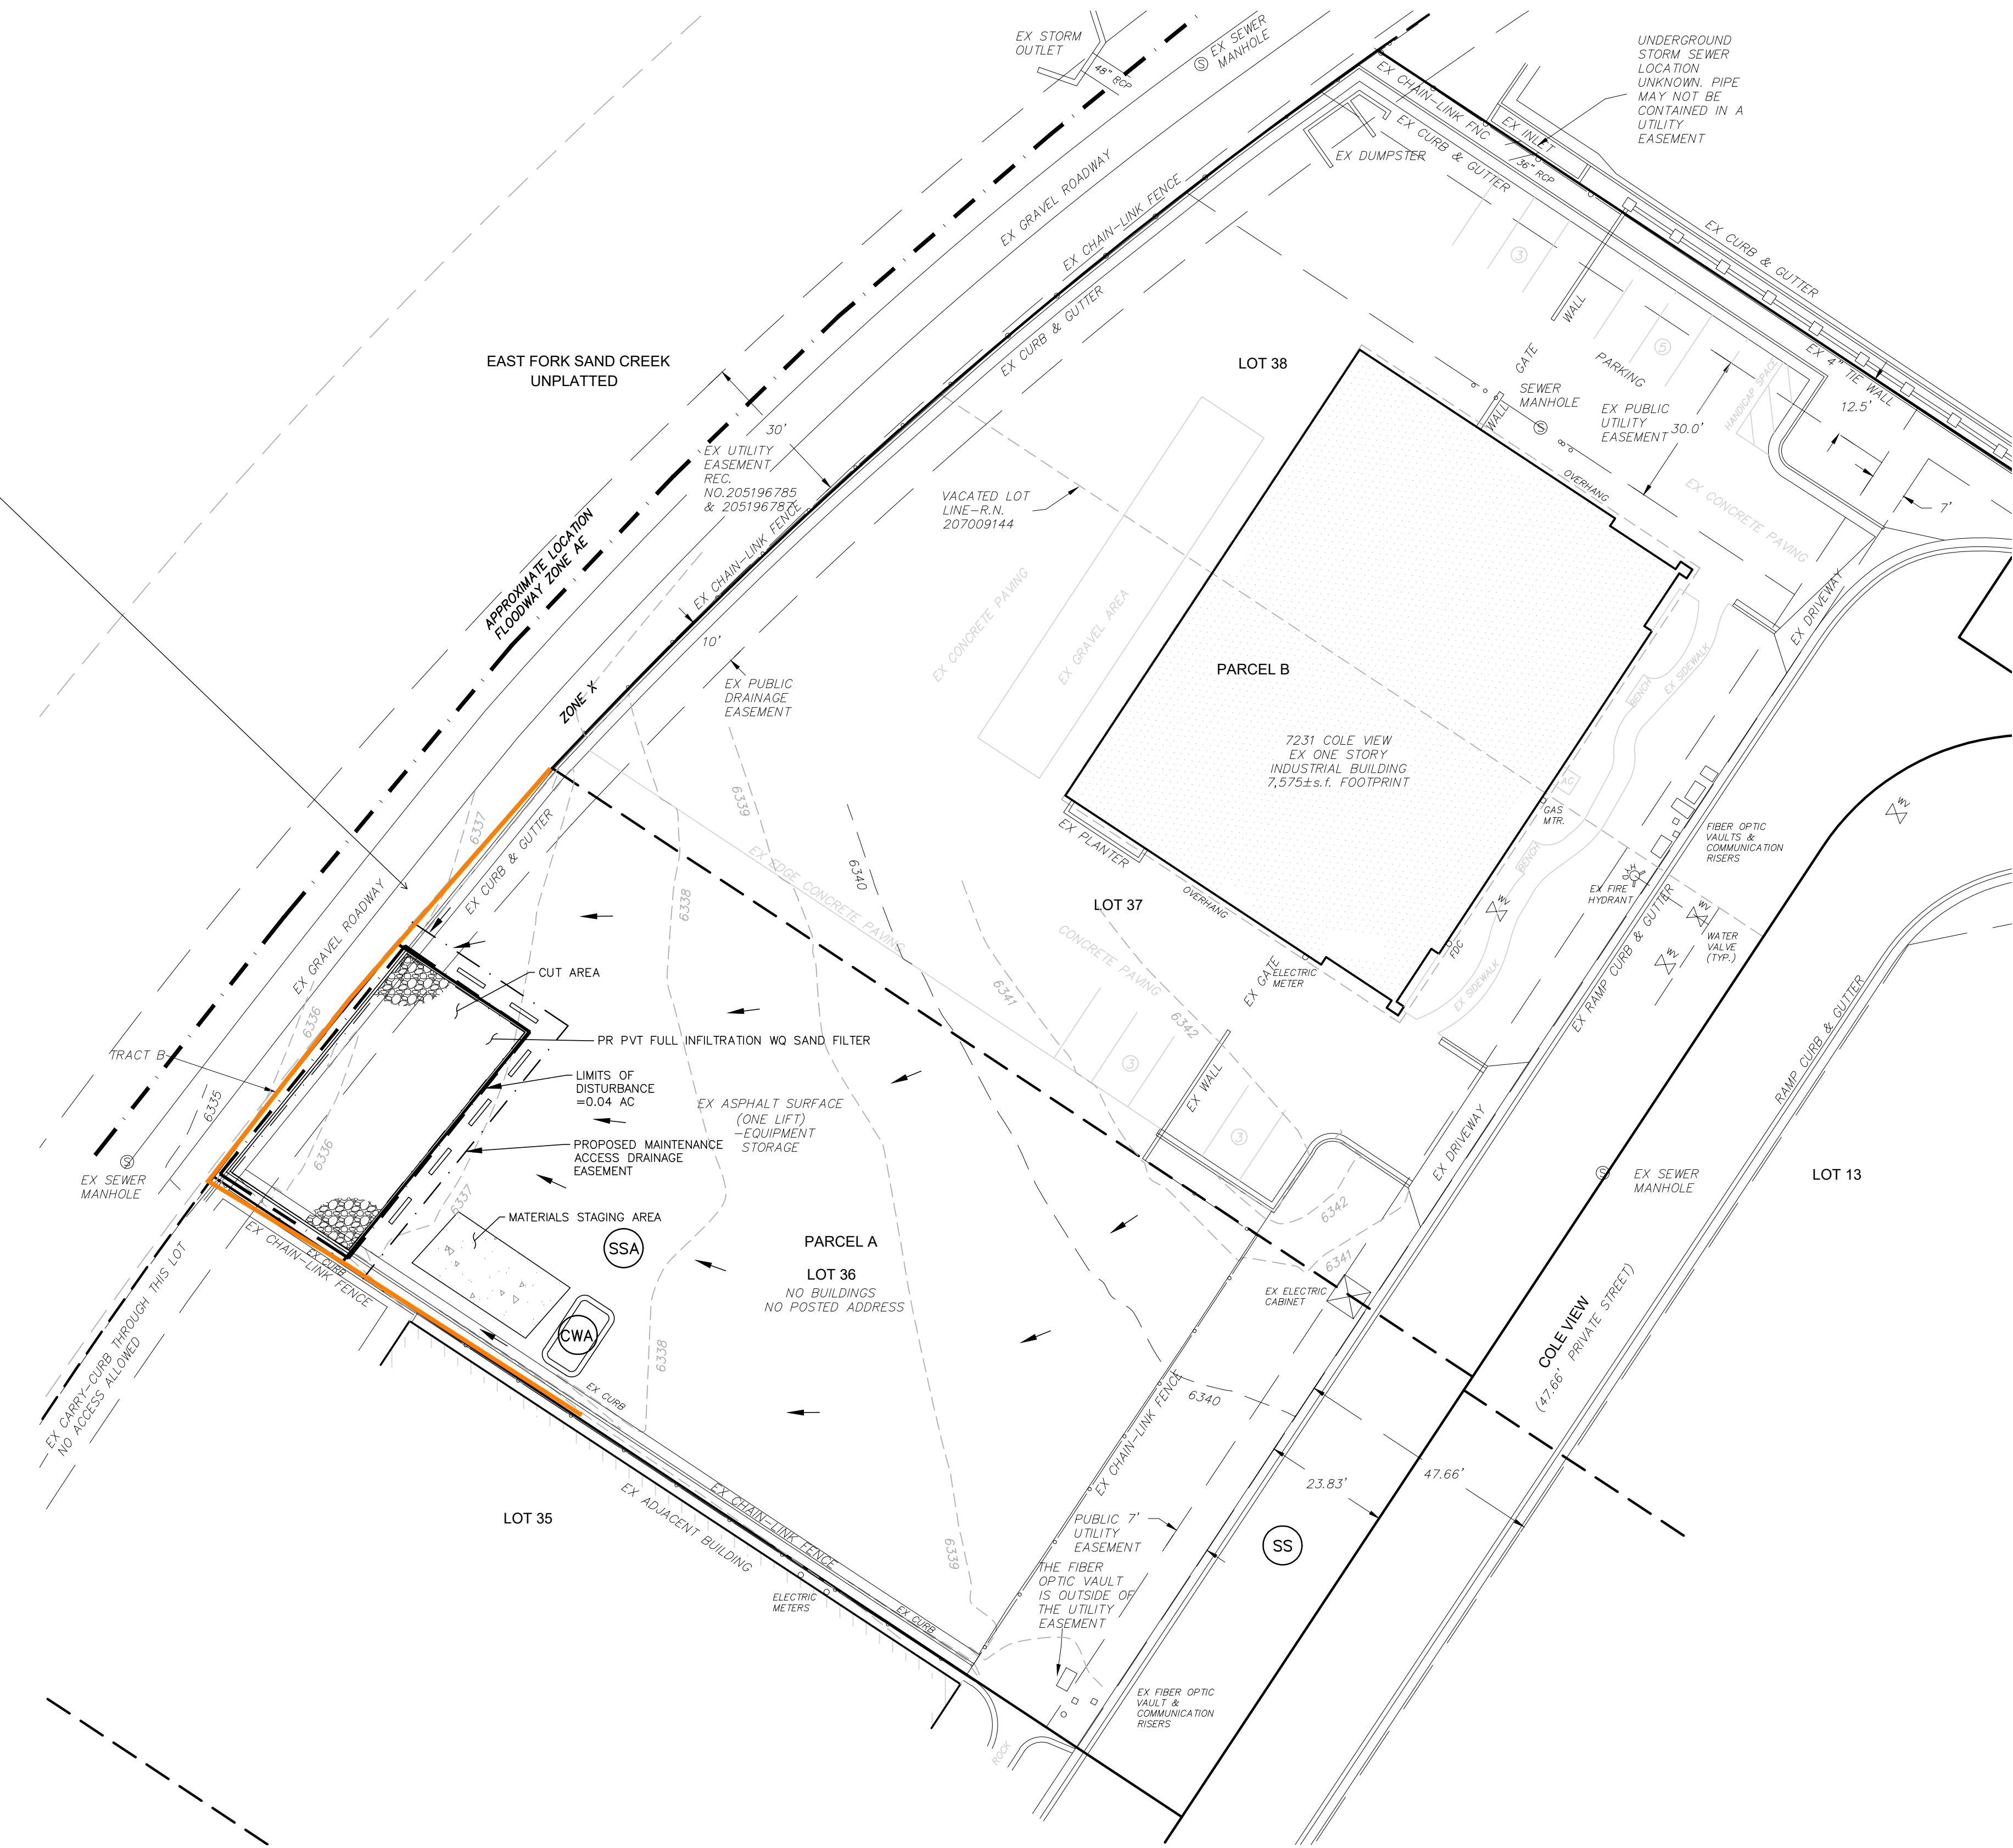 EX STORM
OUTLET
48" RCP
EX SEWER
MANHOLE
UNDERGROUND
STORM SEWER
LOCATION
UNKNOWN. PIPE
MAY NOT BE
CONTAINED IN A
UTILITY
EASEMENT
EX CHAIN-LINK FNC
EX INLET
36" RCP
EX CURB & GUTTER
EX DUMPSTER
EX GRAVEL ROADWAY
EX CHAIN-LINK FENCE
EX CURB & GUTTER
EX CURB & GUTTER
3
WALL
5
PARKING
GATE
EX 4" TIE WALL
12.5'
HANDICAP SPACE
EAST FORK SAND CREEK
UNPLATTED
LOT 38
SEWER
MANHOLE
S
WALL
EX PUBLIC
UTILITY
EASEMENT
30.0'
OVERHANG
EX CONCRETE PAVING
7'
30'
EX UTILITY
EASEMENT
REC.
NO.205196785
& 205196787
VACATED LOT
LINE-R.N.
207009144
APPROXIMATE LOCATION
FLOODWAY ZONE AE
EX CHAIN-LINK FENCE
10'
EX CONCRETE PAVING
EX GRAVEL AREA
EX PUBLIC
DRAINAGE
EASEMENT
ZONE X
PARCEL B
7231 COLE VIEW
EX ONE STORY
INDUSTRIAL BUILDING
7,575±s.f. FOOTPRINT
EX DRIVEWAY
EX SIDEWALK
BENCH
AC
GAS
MTR.
BENCH
FIBER OPTIC
VAULTS &
COMMUNICATION
RISERS
WV
EX FIRE
HYDRANT
WV
WATER
VALVE
(TYP.)
WV
WV
6337
6339
6338
6340
EX CURB & GUTTER
EX EDGE CONCRETE PAVING
EX PLANTER
OVERHANG
LOT 37
CONCRETE PAVING
6341
6342
EX GATE
ELECTRIC
METER
FDC
EX SIDEWALK
EX RAMP CURB & GUTTER
RAMP CURB & GUTTER
EX GRAVEL ROADWAY
CUT AREA
6336
PR PVT FULL INFILTRATION WQ SAND FILTER
TRACT B
LIMITS OF
DISTURBANCE
=0.04 AC
6335
EX ASPHALT SURFACE
(ONE LIFT)
-EQUIPMENT
STORAGE
3
EX WALL
3
EX DRIVEWAY
6336
PROPOSED MAINTENANCE
ACCESS DRAINAGE
EASEMENT
S
EX SEWER
MANHOLE
S
EX SEWER
MANHOLE
LOT 13
6337
MATERIALS STAGING AREA
SSA
PARCEL A
LOT 36
NO BUILDINGS
NO POSTED ADDRESS
6342
6341
EX ELECTRIC
CABINET
COLE VIEW
(47.66' PRIVATE STREET)
EX CHAIN-LINK FENCE
EX CURB
EX CARRY-CURB THROUGH THIS LOT
NO ACCESS ALLOWED
CWA
6338
EX CURB
6340
EX CHAIN-LINK FENCE
47.66'
23.83'
LOT 35
EX ADJACENT BUILDING
EX CHAIN-LINK FENCE
6339
PUBLIC 7'
UTILITY
EASEMENT
SS
THE FIBER
OPTIC VAULT
IS OUTSIDE OF
THE UTILITY
EASEMENT
ELECTRIC
METERS
EX CURB
EX FIBER OPTIC
VAULT &
COMMUNICATION
RISERS
ROCK